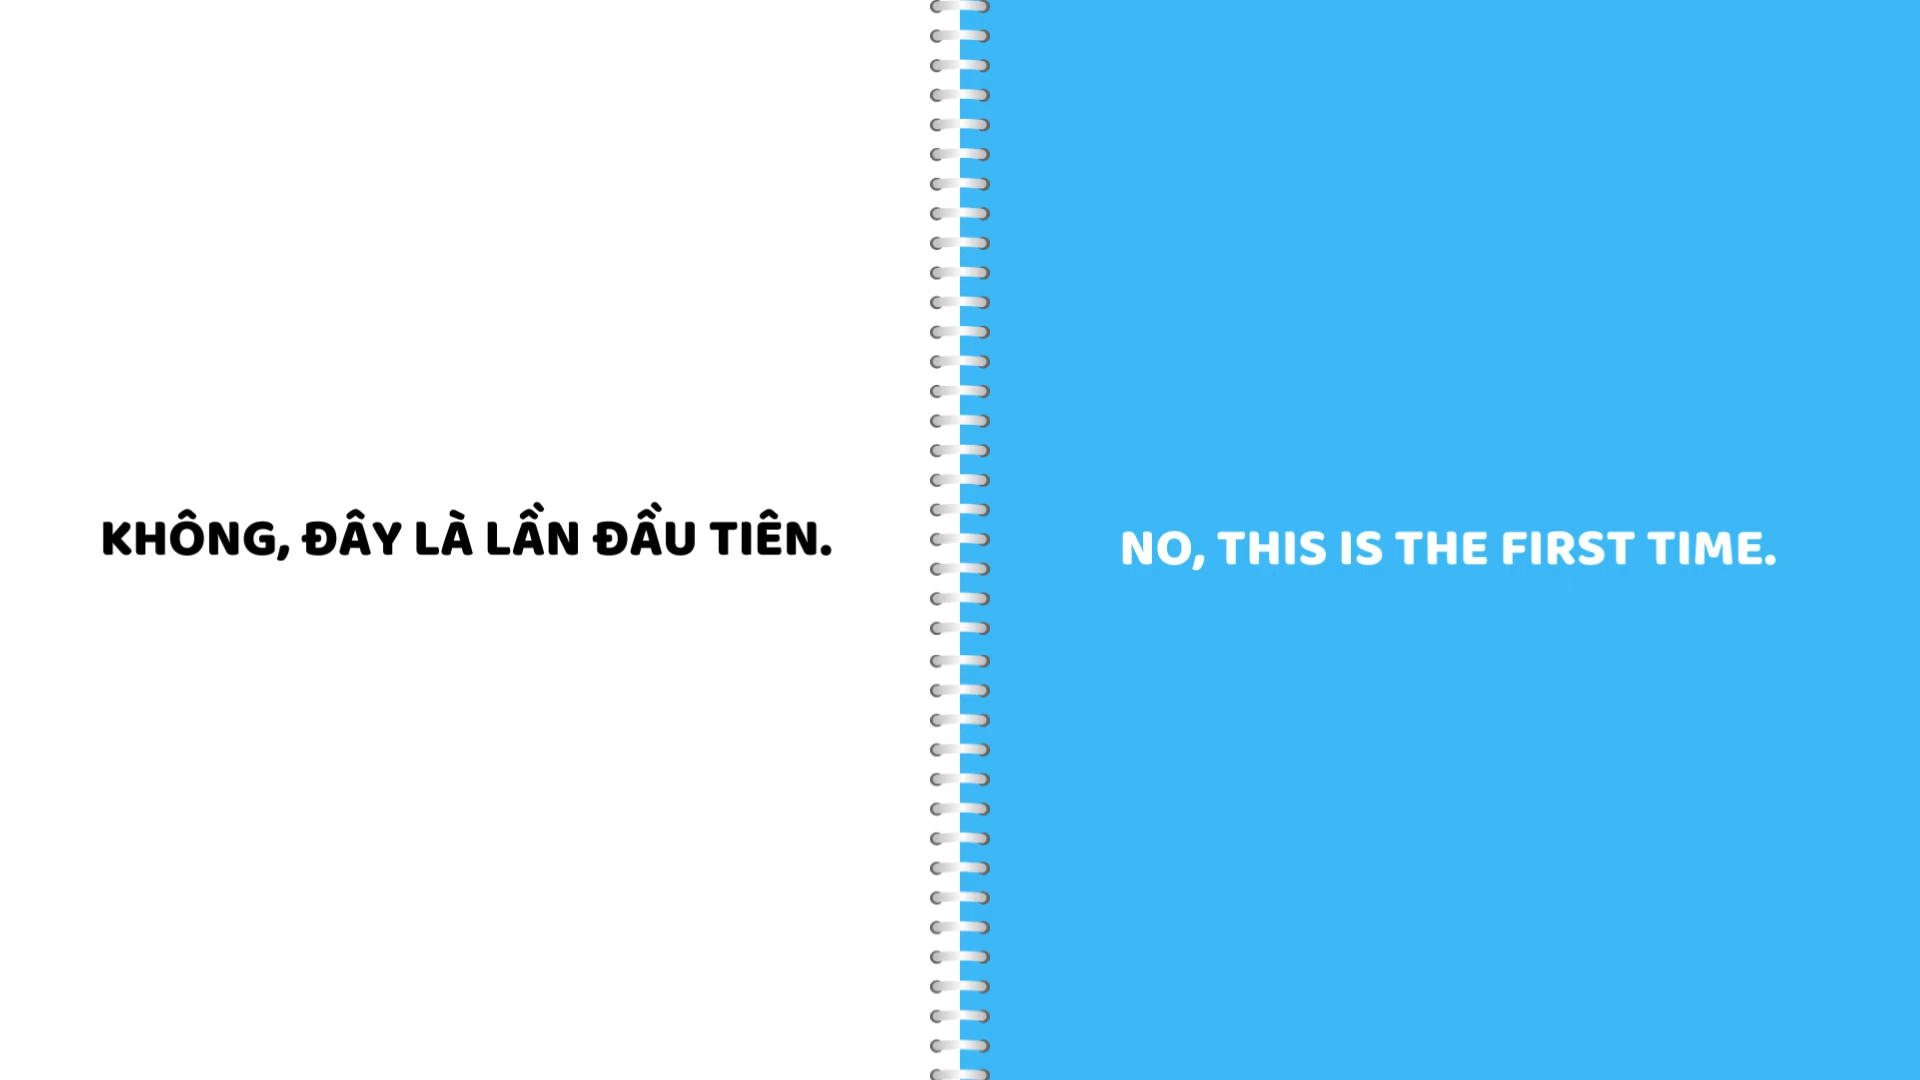 KHÔNG, ĐÂY LÀ LẦN ĐẦU TIÊN.
NO, THIS IS THE FIRST TIME.